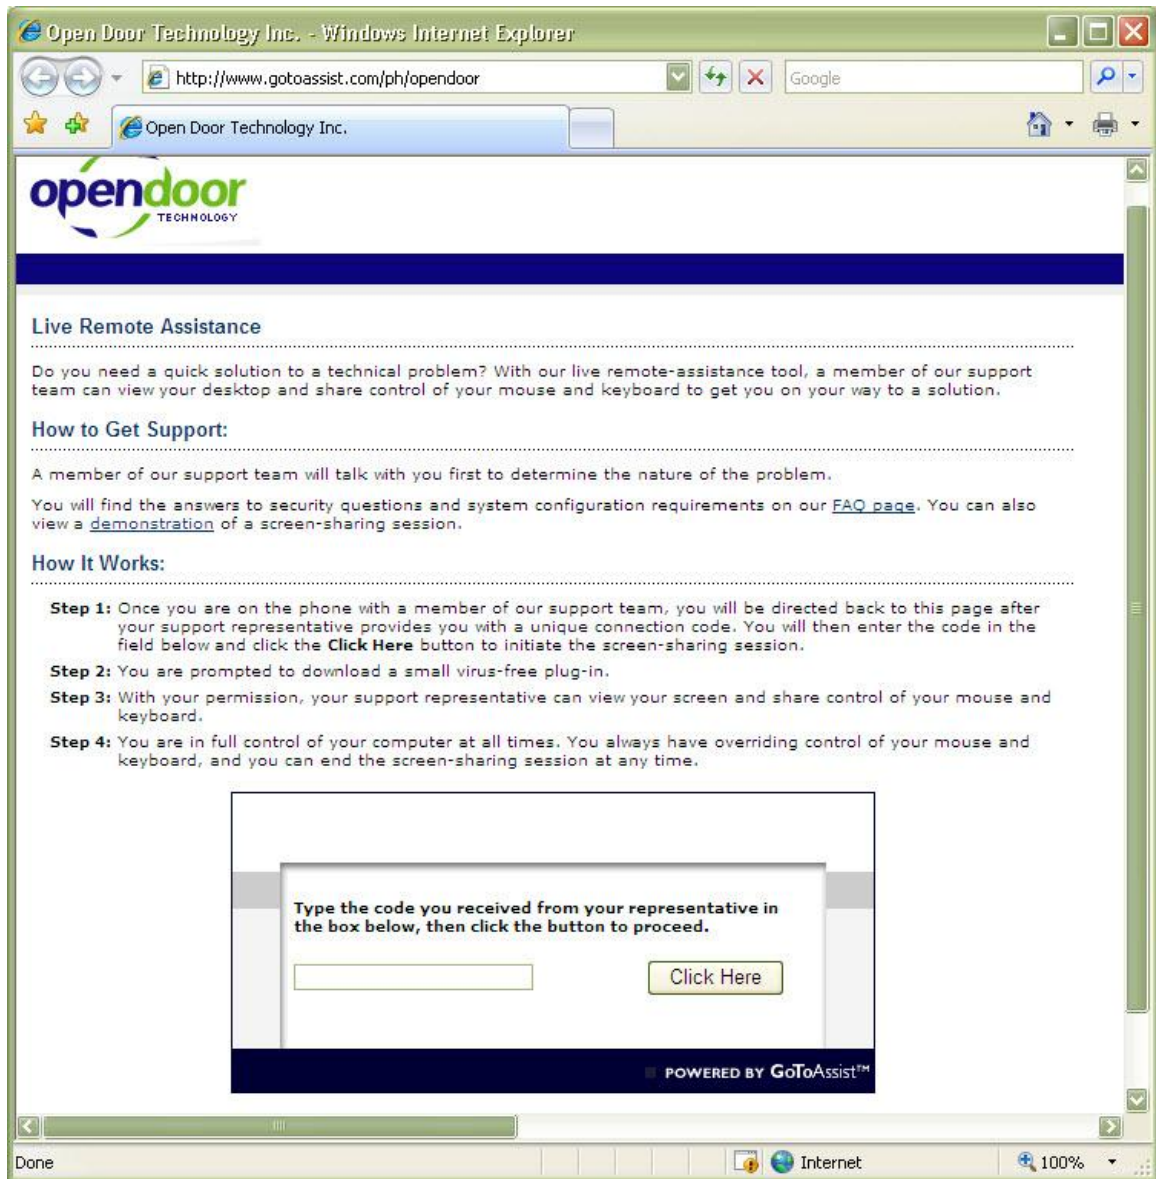 Open Door Technology Inc. - Windows Internet Explorer
http://www.gotoassist.com/ph/opendoor
Google
Open Door Technology Inc.
opendoor
TECHNOLOGY
Live Remote Assistance
Do you need a quick solution to a technical problem? With our live remote-assistance tool, a member of our support
team can view your desktop and share control of your mouse and keyboard to get you on your way to a solution.
How to Get Support:
A member of our support team will talk with you first to determine the nature of the problem.
You will find the answers to security questions and system configuration requirements on our FAQ page. You can also
view a demonstration of a screen-sharing session.
How It Works:
Step 1: Once you are on the phone with a member of our support team, you will be directed back to this page after
your support representative provides you with a unique connection code. You will then enter the code in the
field below and click the Click Here button to initiate the screen-sharing session.
Step 2: You are prompted to download a small virus-free plug-in.
Step 3: With your permission, your support representative can view your screen and share control of your mouse and
keyboard.
Step 4: You are in full control of your computer at all times. You always have overriding control of your mouse and
keyboard, and you can end the screen-sharing session at any time.
Type the code you received from your representative in
the box below, then click the button to proceed.
Click Here
POWERED BY GoToAssist™
Done
Internet
100%